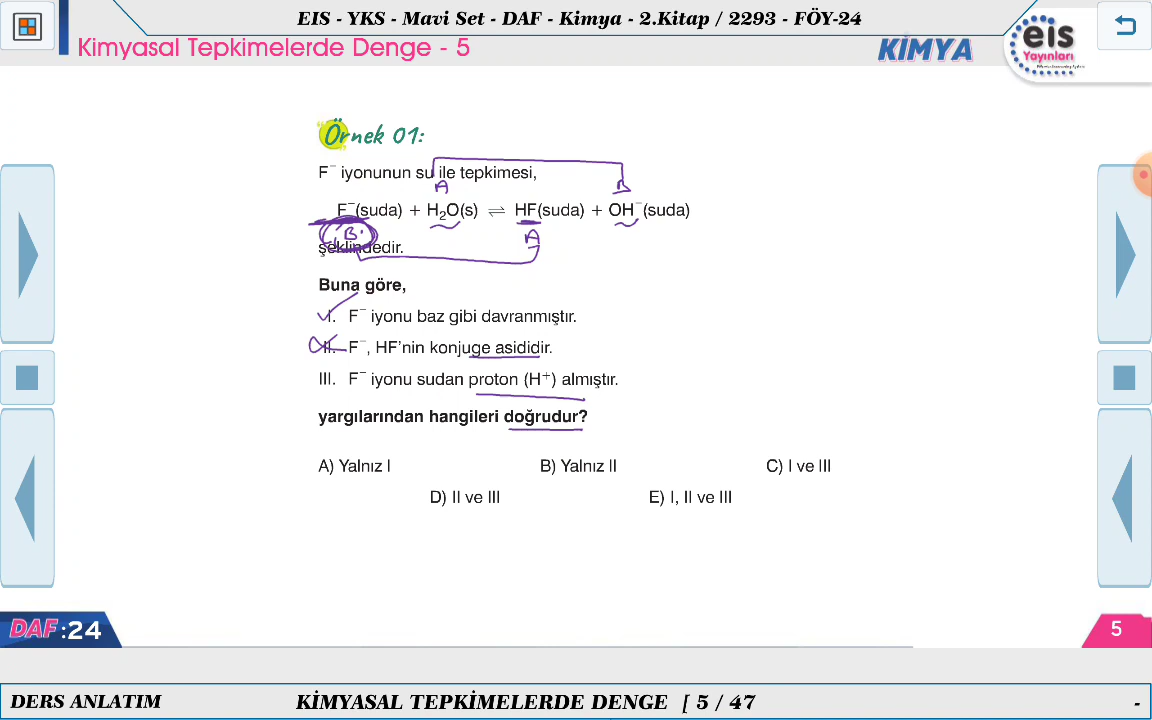 EIS - YKS - Mavi Set - DAF - Kimya - 2.Kitap / 2293 - FÖY-24
Kimyasal Tepkimelerde Denge - 5
KİMYA
eis
Yayınları
Örnek 01:
F⁻ iyonunun su ile tepkimesi,
A B
F⁻(suda) + H₂O(s) ⇌ HF(suda) + OH⁻(suda)
B A
şeklindedir.
Buna göre,
I. F⁻ iyonu baz gibi davranmıştır.
II. F⁻, HF'nin konjuge asididir.
III. F⁻ iyonu sudan proton (H⁺) almıştır.
yargılarından hangileri doğrudur?
A) Yalnız I B) Yalnız II C) I ve III
D) II ve III E) I, II ve III
DAF :24
5
DERS ANLATIM KİMYASAL TEPKİMELERDE DENGE [ 5 / 47 -